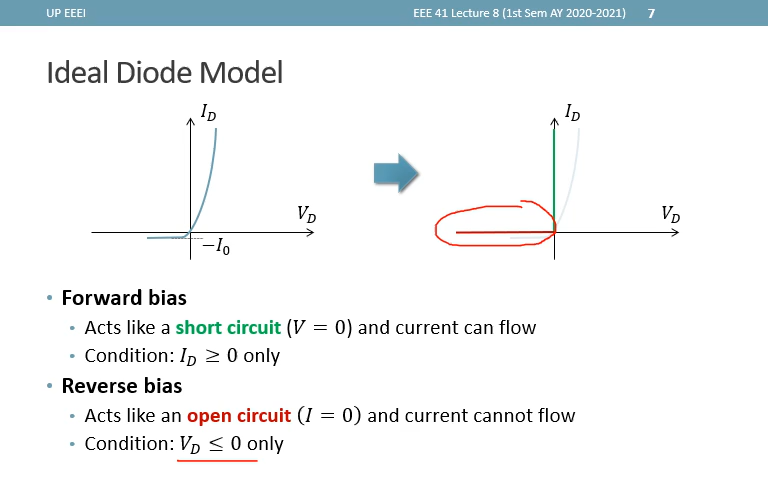 UP EEEI
EEE 41 Lecture 8 (1st Sem AY 2020-2021) 7
Ideal Diode Model
I_D
V_D
−I_0
I_D
V_D
• Forward bias
• Acts like a short circuit (V = 0) and current can flow
• Condition: I_D ≥ 0 only
• Reverse bias
• Acts like an open circuit (I = 0) and current cannot flow
• Condition: V_D ≤ 0 only